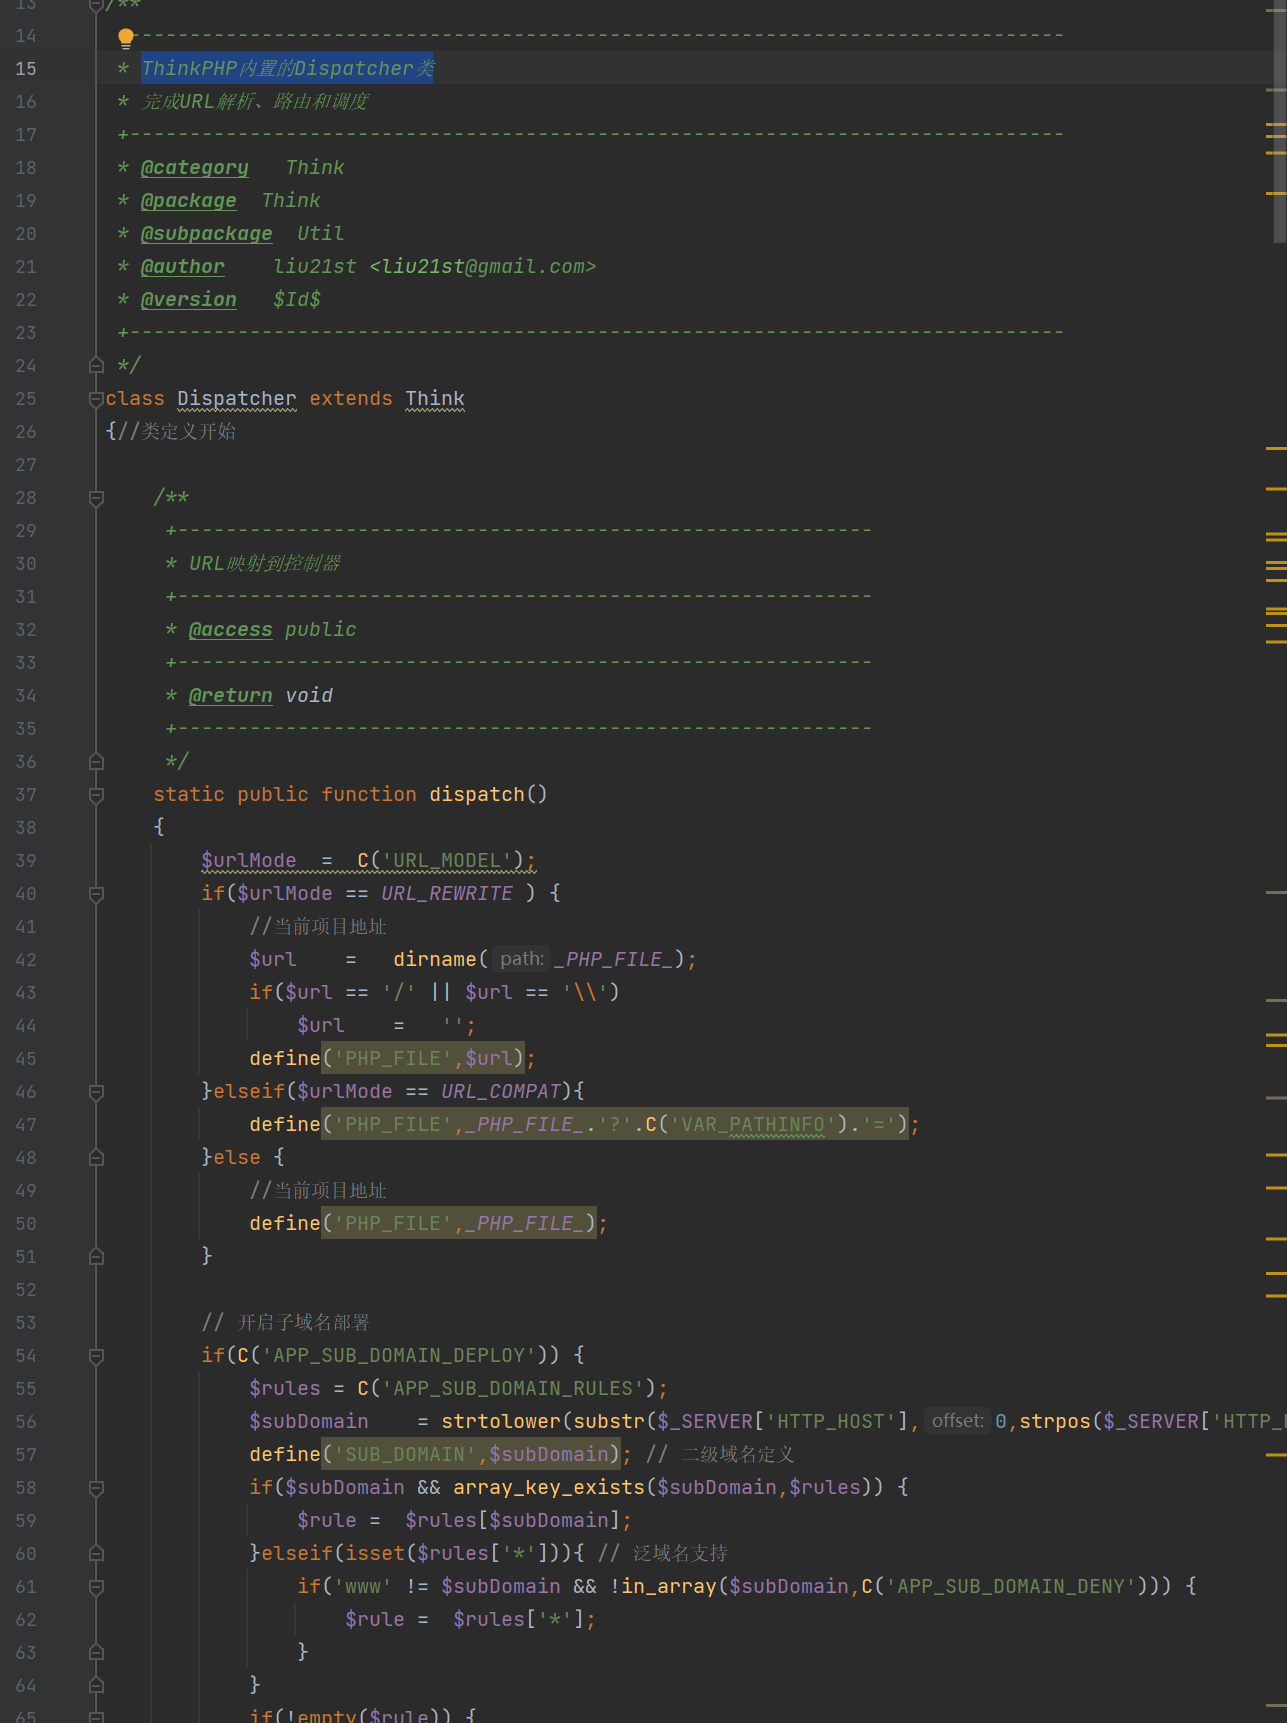 13 /**
14 +------------------------------------------------------------------------------
15 * ThinkPHP内置的Dispatcher类
16 * 完成URL解析、路由和调度
17 +------------------------------------------------------------------------------
18 * @category   Think
19 * @package  Think
20 * @subpackage  Util
21 * @author    liu21st <liu21st@gmail.com>
22 * @version   $Id$
23 +------------------------------------------------------------------------------
24 */
25 class Dispatcher extends Think
26 {//类定义开始
27
28 /**
29 +----------------------------------------------------------
30 * URL映射到控制器
31 +----------------------------------------------------------
32 * @access public
33 +----------------------------------------------------------
34 * @return void
35 +----------------------------------------------------------
36 */
37 static public function dispatch()
38 {
39 $urlMode  =  C('URL_MODEL');
40 if($urlMode == URL_REWRITE ) {
41 //当前项目地址
42 $url    =   dirname( path: _PHP_FILE_);
43 if($url == '/' || $url == '\\')
44 $url    =   '';
45 define('PHP_FILE',$url);
46 }elseif($urlMode == URL_COMPAT){
47 define('PHP_FILE',_PHP_FILE_.'?'.C('VAR_PATHINFO').'=');
48 }else {
49 //当前项目地址
50 define('PHP_FILE',_PHP_FILE_);
51 }
52
53 // 开启子域名部署
54 if(C('APP_SUB_DOMAIN_DEPLOY')) {
55 $rules = C('APP_SUB_DOMAIN_RULES');
56 $subDomain    = strtolower(substr($_SERVER['HTTP_HOST'], offset: 0,strpos($_SERVER['HTTP_
57 define('SUB_DOMAIN',$subDomain); // 二级域名定义
58 if($subDomain && array_key_exists($subDomain,$rules)) {
59 $rule =  $rules[$subDomain];
60 }elseif(isset($rules['*'])){ // 泛域名支持
61 if('www' != $subDomain && !in_array($subDomain,C('APP_SUB_DOMAIN_DENY'))) {
62 $rule =  $rules['*'];
63 }
64 }
65 if(!empty($rule)) {